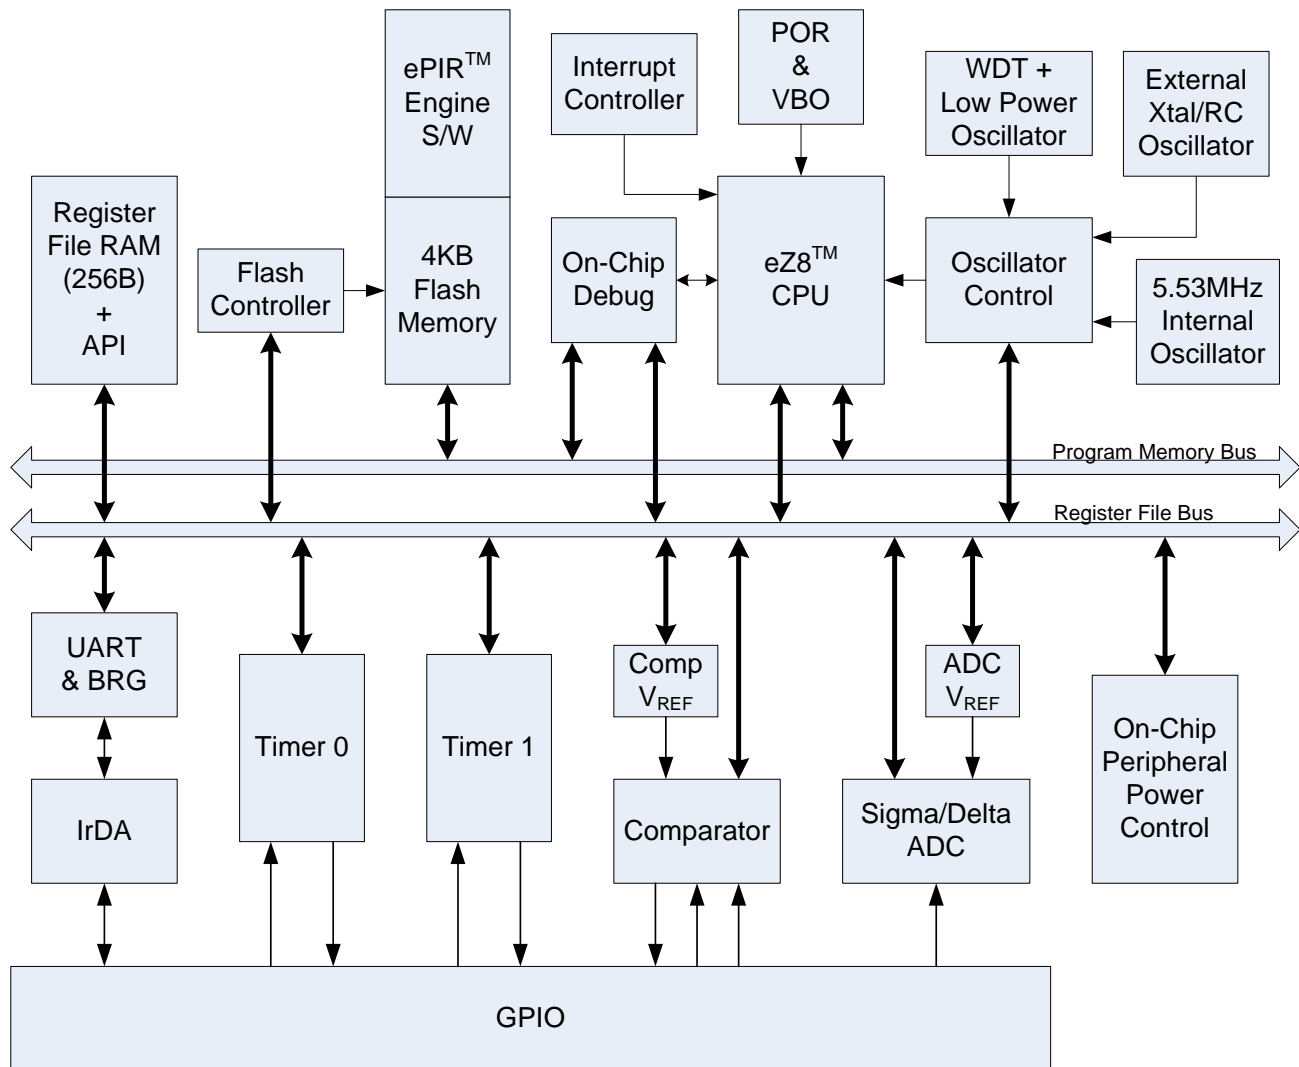 ePIR™
Engine
S/W
Interrupt
Controller
POR
&
VBO
WDT +
Low Power
Oscillator
External
Xtal/RC
Oscillator
Register
File RAM
(256B)
+
API
Flash
Controller
4KB
Flash
Memory
On-Chip
Debug
eZ8™
CPU
Oscillator
Control
5.53MHz
Internal
Oscillator
Program Memory Bus
Register File Bus
UART
& BRG
Timer 0
Timer 1
Comp
VREF
ADC
VREF
On-Chip
Peripheral
Power
Control
IrDA
Comparator
Sigma/Delta
ADC
GPIO